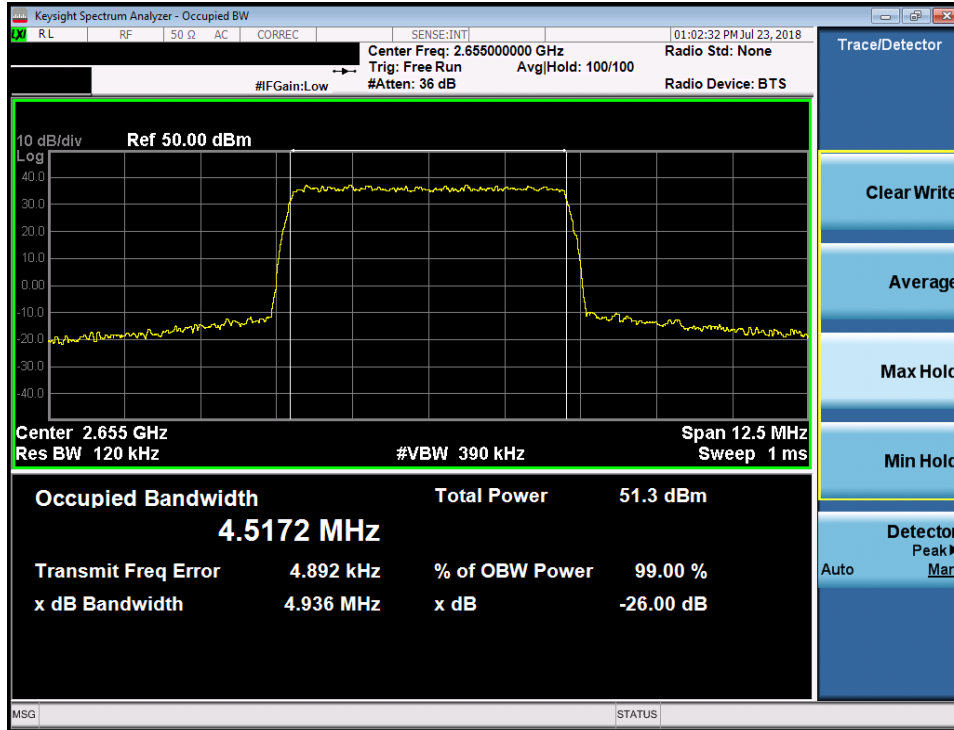 Keysight Spectrum Analyzer - Occupied BW
LXI RL RF 50 Ω AC CORREC SENSE:INT 01:02:32 PM Jul 23, 2018
Center Freq: 2.655000000 GHz Radio Std: None
Trig: Free Run Avg|Hold: 100/100
#IFGain:Low #Atten: 36 dB Radio Device: BTS
Trace/Detector
10 dB/div Ref 50.00 dBm
Log
40.0
30.0
20.0
10.0
0.00
-10.0
-20.0
-30.0
-40.0
Center 2.655 GHz Span 12.5 MHz
Res BW 120 kHz #VBW 390 kHz Sweep 1 ms
Occupied Bandwidth Total Power 51.3 dBm
4.5172 MHz
Transmit Freq Error 4.892 kHz % of OBW Power 99.00 %
x dB Bandwidth 4.936 MHz x dB -26.00 dB
Clear Write
Average
Max Hold
Min Hold
Detector
Peak
Auto Man
MSG STATUS